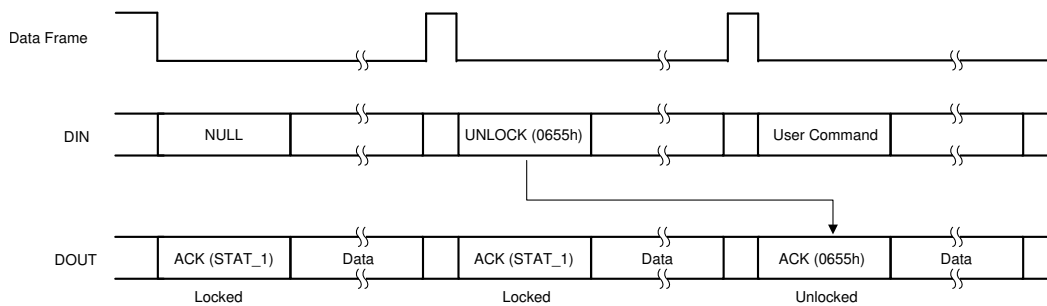 Data Frame
DIN
NULL
UNLOCK (0655h)
User Command
DOUT
ACK (STAT_1)
Data
ACK (STAT_1)
Data
ACK (0655h)
Data
Locked
Locked
Unlocked